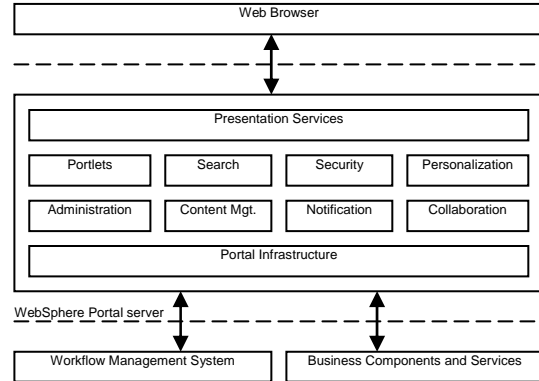 Web Browser
Presentation Services
Portlets
Search
Security
Personalization
Administration
Content Mgt.
Notification
Collaboration
Portal Infrastructure
WebSphere Portal server
Workflow Management System
Business Components and Services